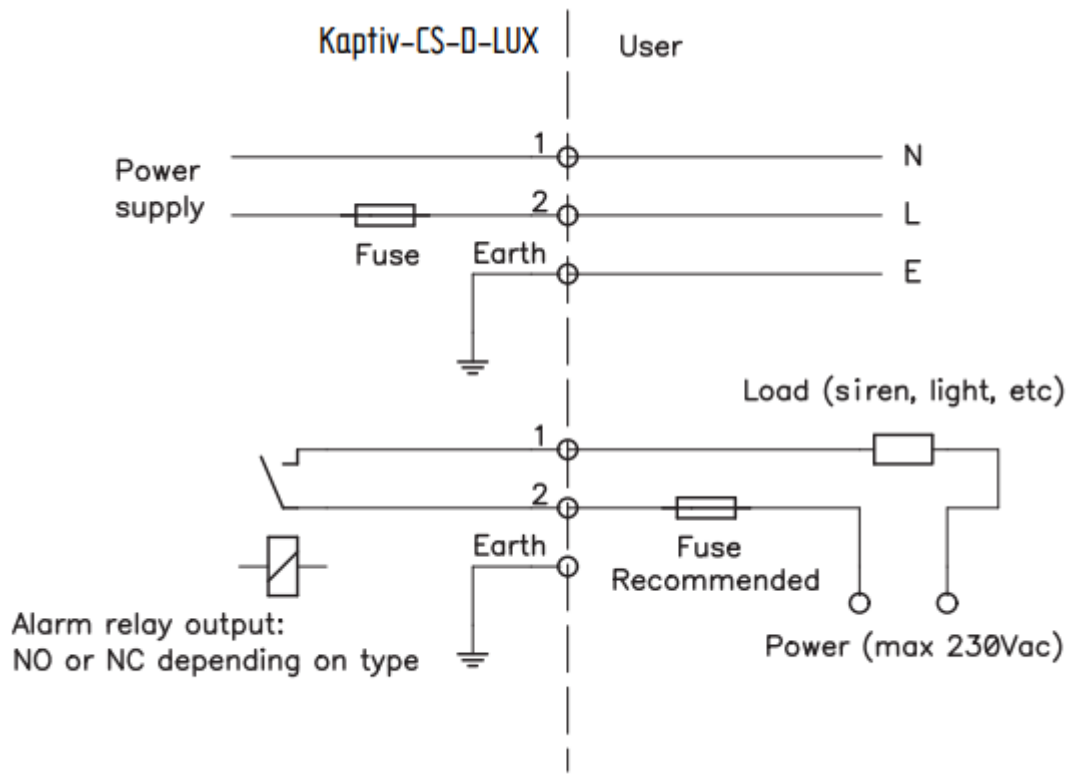 Kaptiv-CS-D-LUX
User
1
N
Power
supply
2
L
Fuse
Earth
E
Load (siren, light, etc)
1
2
Earth
Fuse
Recommended
Alarm relay output:
NO or NC depending on type
Power (max 230Vac)